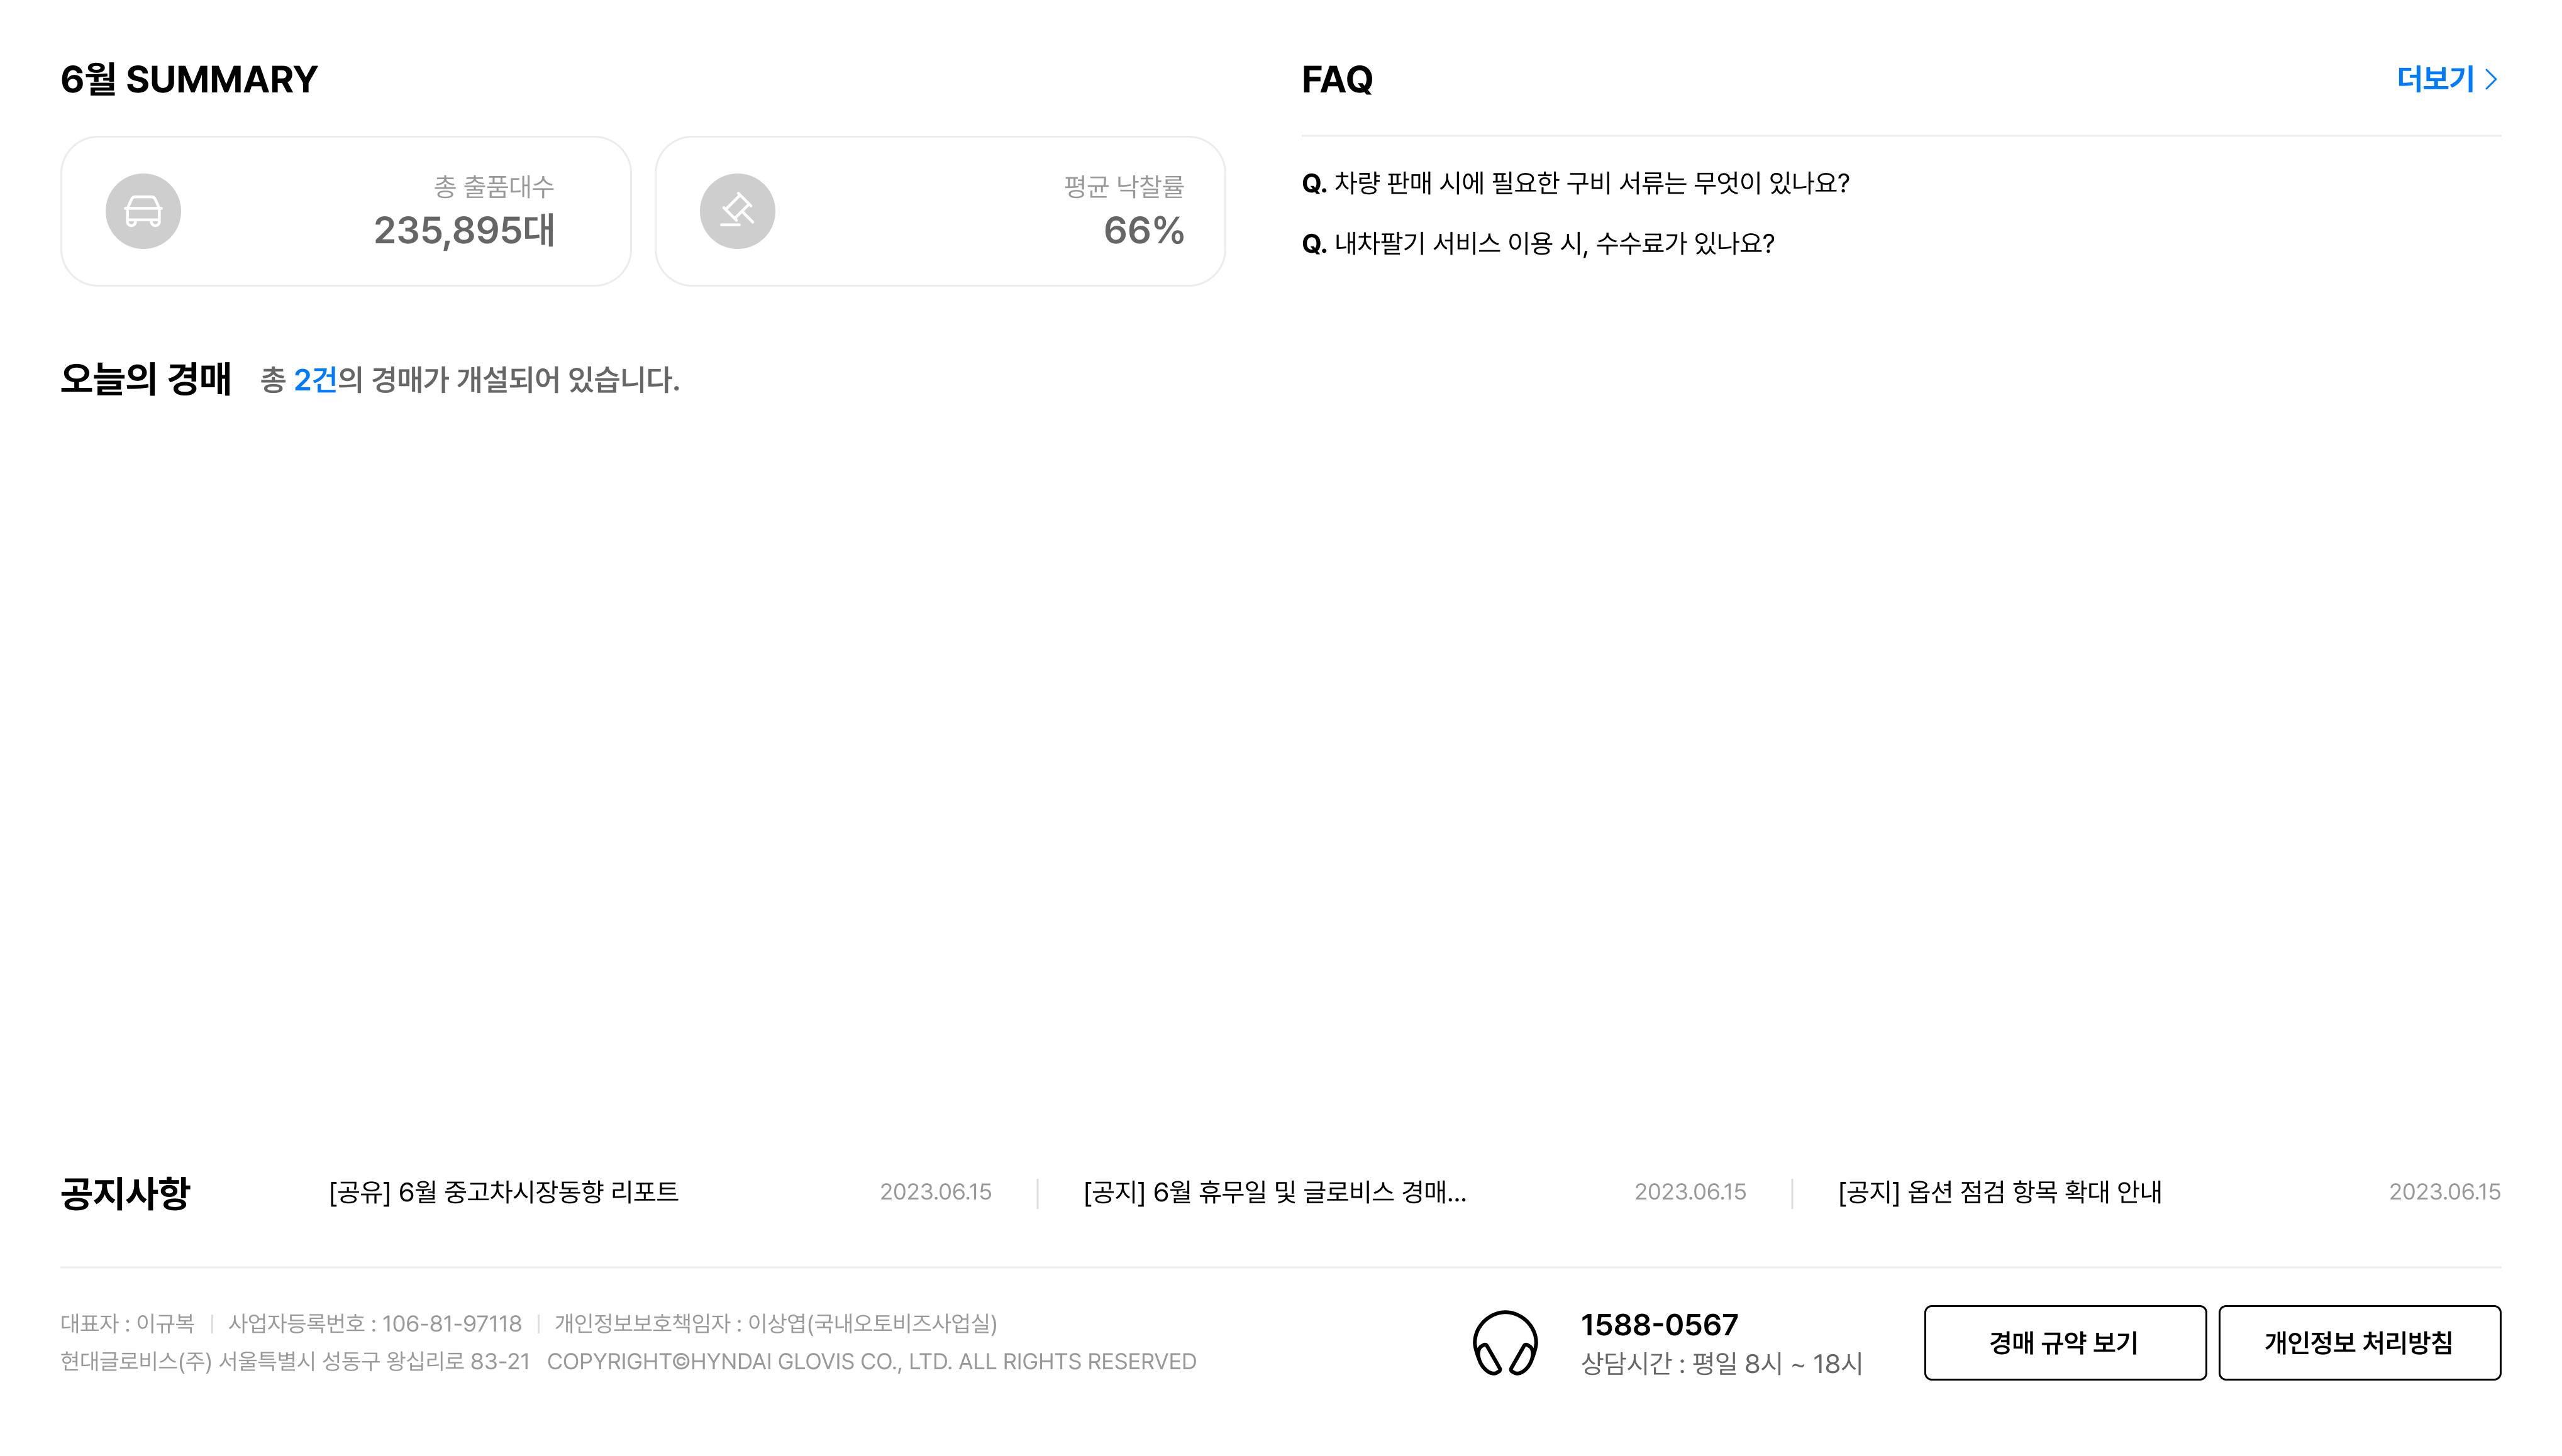 6월 SUMMARY
총 출품대수
235,895대
평균 낙찰률
66%
FAQ
더보기
Q. 차량 판매 시에 필요한 구비 서류는 무엇이 있나요?
Q. 내차팔기 서비스 이용 시, 수수료가 있나요?
오늘의 경매 총 2건의 경매가 개설되어 있습니다.
공지사항
[공유] 6월 중고차시장동향 리포트 2023.06.15
[공지] 6월 휴무일 및 글로비스 경매... 2023.06.15
[공지] 옵션 점검 항목 확대 안내 2023.06.15
대표자 : 이규복 | 사업자등록번호 : 106-81-97118 | 개인정보보호책임자 : 이상엽(국내오토비즈사업실)
현대글로비스(주) 서울특별시 성동구 왕십리로 83-21 COPYRIGHT©HYNDAI GLOVIS CO., LTD. ALL RIGHTS RESERVED
1588-0567
상담시간 : 평일 8시 ~ 18시
경매 규약 보기
개인정보 처리방침